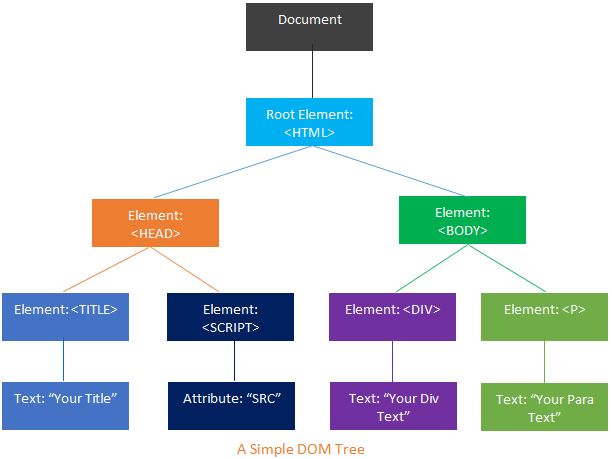 Document
Root Element:
<HTML>
Element:
<HEAD>
Element:
<BODY>
Element: <TITLE>
Element:
<SCRIPT>
Element: <DIV>
Element: <P>
Text: “Your Title”
Attribute: “SRC”
Text: “Your Div
Text”
Text: “Your Para
Text”
A Simple DOM Tree